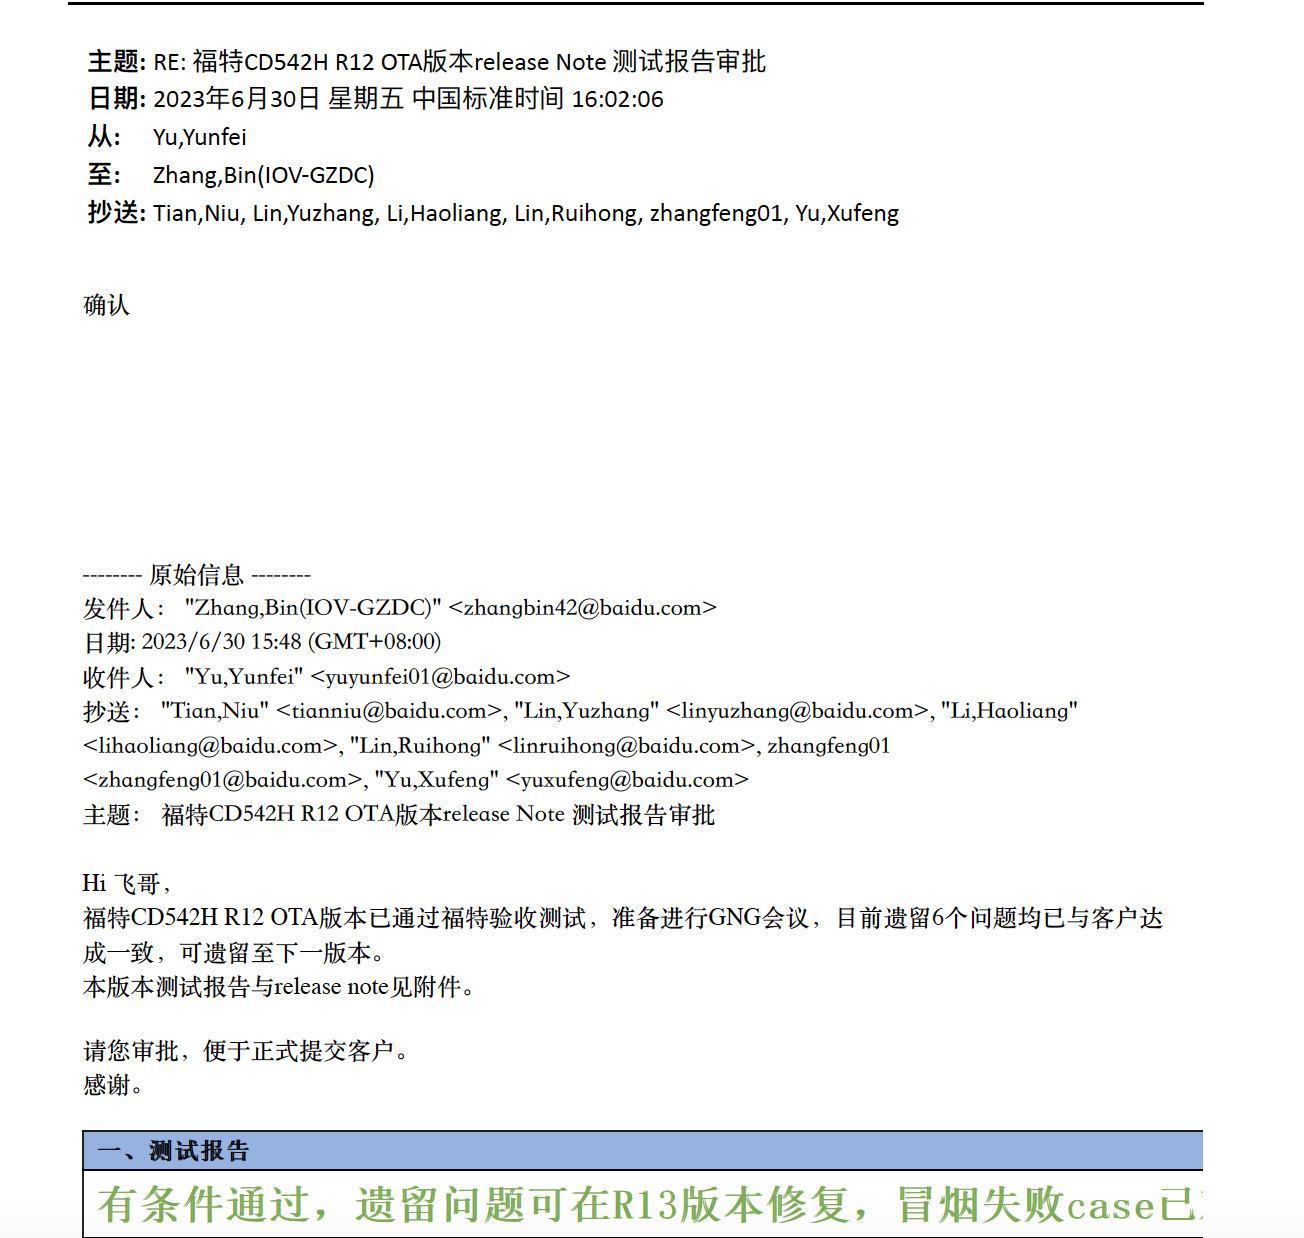 主题: RE: 福特CD542H R12 OTA版本release Note 测试报告审批
日期: 2023年6月30日 星期五 中国标准时间 16:02:06
从: Yu,Yunfei
至: Zhang,Bin(IOV-GZDC)
抄送: Tian,Niu, Lin,Yuzhang, Li,Haoliang, Lin,Ruihong, zhangfeng01, Yu,Xufeng
确认
-------- 原始信息 --------
发件人： "Zhang,Bin(IOV-GZDC)" <zhangbin42@baidu.com>
日期: 2023/6/30 15:48 (GMT+08:00)
收件人： "Yu,Yunfei" <yuyunfei01@baidu.com>
抄送： "Tian,Niu" <tianniu@baidu.com>, "Lin,Yuzhang" <linyuzhang@baidu.com>, "Li,Haoliang"
<lihaoliang@baidu.com>, "Lin,Ruihong" <linruihong@baidu.com>, zhangfeng01
<zhangfeng01@baidu.com>, "Yu,Xufeng" <yuxufeng@baidu.com>
主题： 福特CD542H R12 OTA版本release Note 测试报告审批
Hi 飞哥，
福特CD542H R12 OTA版本已通过福特验收测试，准备进行GNG会议，目前遗留6个问题均已与客户达
成一致，可遗留至下一版本。
本版本测试报告与release note见附件。
请您审批，便于正式提交客户。
感谢。
一、测试报告
有条件通过，遗留问题可在R13版本修复，冒烟失败case已